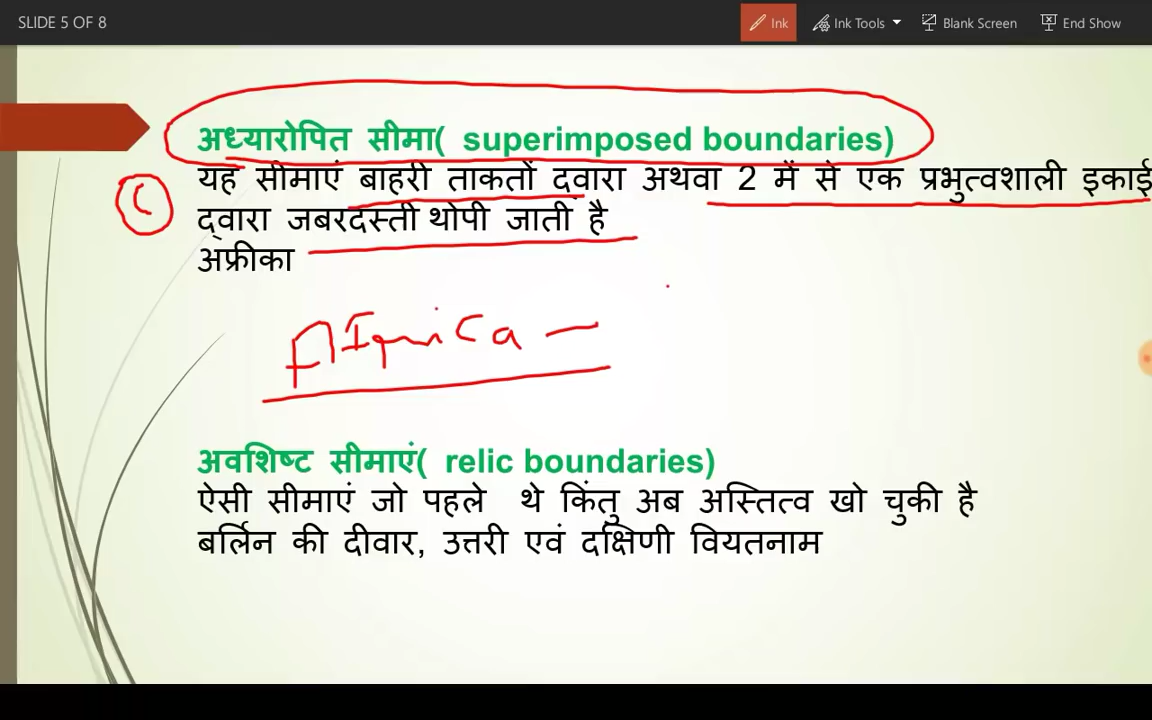 SLIDE 5 OF 8
Ink
Ink Tools
Blank Screen
End Show
अध्यारोपित सीमा( superimposed boundaries)
यह सीमाएं बाहरी ताकतों द्वारा अथवा 2 में से एक प्रभुत्वशाली इकाई
द्वारा जबरदस्ती थोपी जाती है
अफ्रीका
अवशिष्ट सीमाएं( relic boundaries)
ऐसी सीमाएं जो पहले थे किंतु अब अस्तित्व खो चुकी है
बर्लिन की दीवार, उत्तरी एवं दक्षिणी वियतनाम